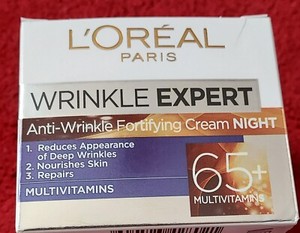 L'ORÉAL
PARIS
WRINKLE EXPERT
Anti-Wrinkle Fortifying Cream NIGHT
1. Reduces Appearance
of Deep Wrinkles
2. Nourishes Skin
3. Repairs
MULTIVITAMINS
65+
MULTIVITAMINS